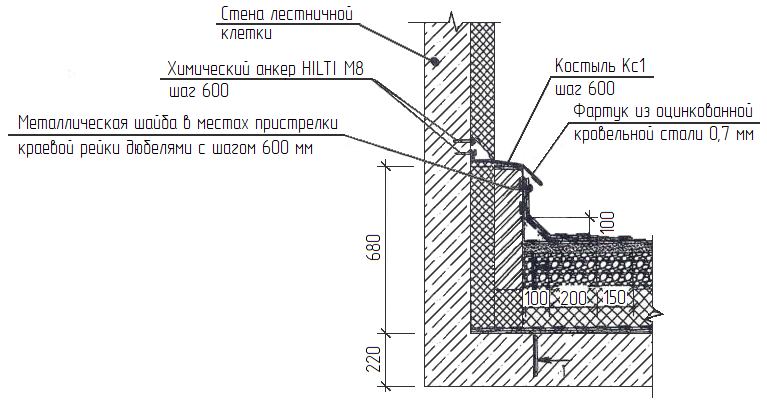 Стена лестничной
клетки
Химический анкер HILTI М8
шаг 600
Костыль Кс1
шаг 600
Фартук из оцинкованной
кровельной стали 0,7 мм
Металлическая шайба в местах пристрелки
краевой рейки дюбелями с шагом 600 мм
100
680
100
200
150
220